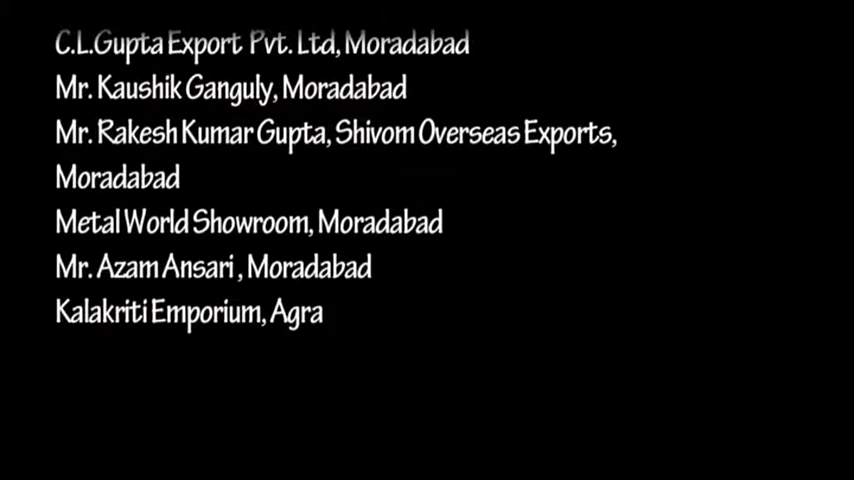 C.L.Gupta Export Pvt. Ltd, Moradabad
Mr. Kaushik Ganguly, Moradabad
Mr. Rakesh Kumar Gupta, Shivom Overseas Exports,
Moradabad
Metal World Showroom, Moradabad
Mr. Azam Ansari , Moradabad
Kalakriti Emporium, Agra